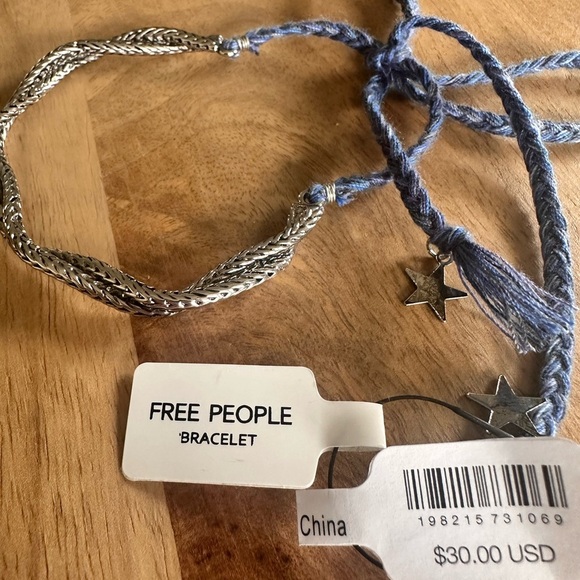 FREE PEOPLE
BRACELET
China
198215731069
$30.00 USD